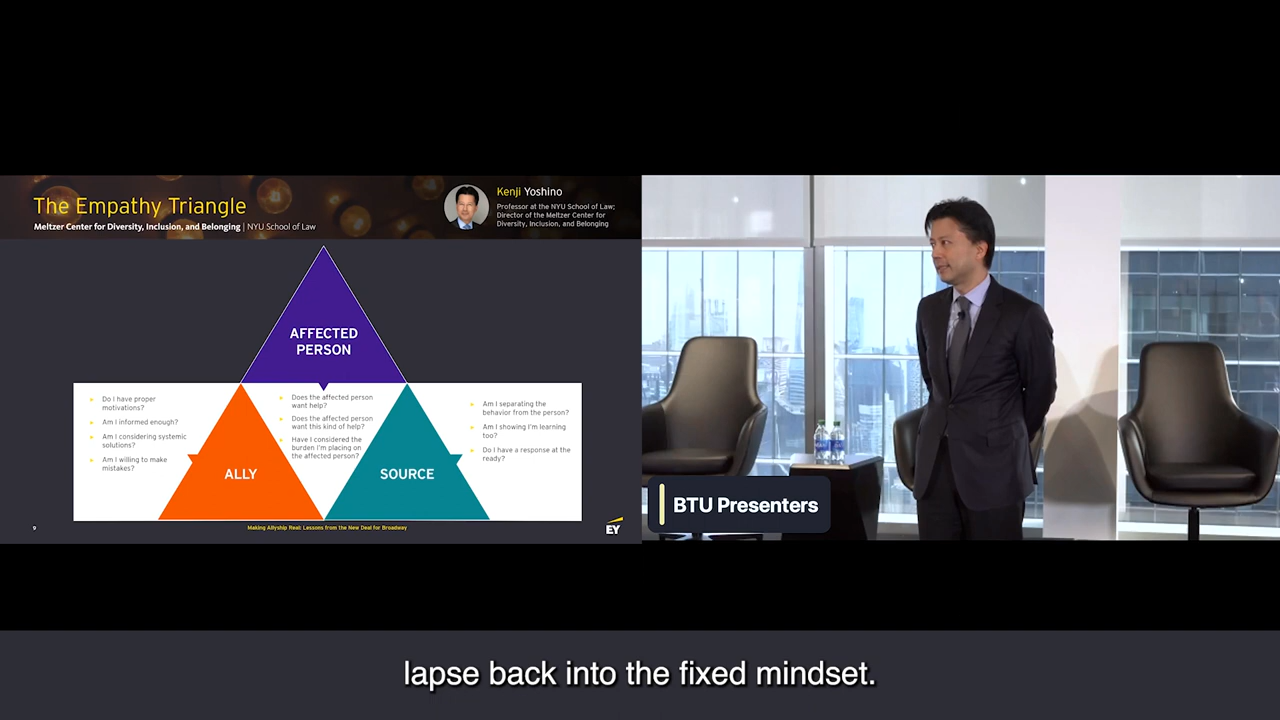 The Empathy Triangle
Meltzer Center for Diversity, Inclusion, and Belonging | NYU School of Law
Kenji Yoshino
Professor at the NYU School of Law;
Director of the Meltzer Center for
Diversity, Inclusion, and Belonging
AFFECTED
PERSON
Do I have proper
motivations?
Am I informed enough?
Am I considering systemic
solutions?
Am I willing to make
mistakes?
Does the affected person
want help?
Does the affected person
want this kind of help?
Have I considered the
burden I'm placing on
the affected person?
Am I separating the
behavior from the person?
Am I showing I'm learning
too?
Do I have a response at the
ready?
ALLY
SOURCE
9
Making Allyship Real: Lessons from the New Deal for Broadway
EY
BTU Presenters
lapse back into the fixed mindset.